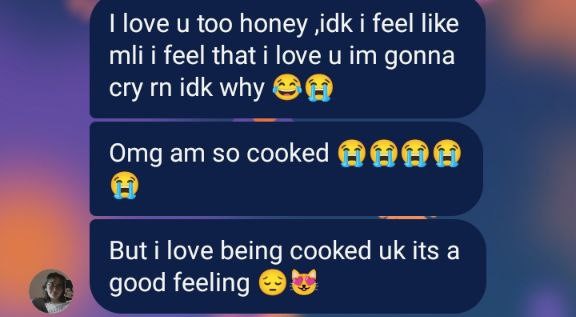 I love u too honey ,idk i feel like
mli i feel that i love u im gonna
cry rn idk why 😂😭
Omg am so cooked 😭😭😭😭
😭
But i love being cooked uk its a
good feeling 😔😻